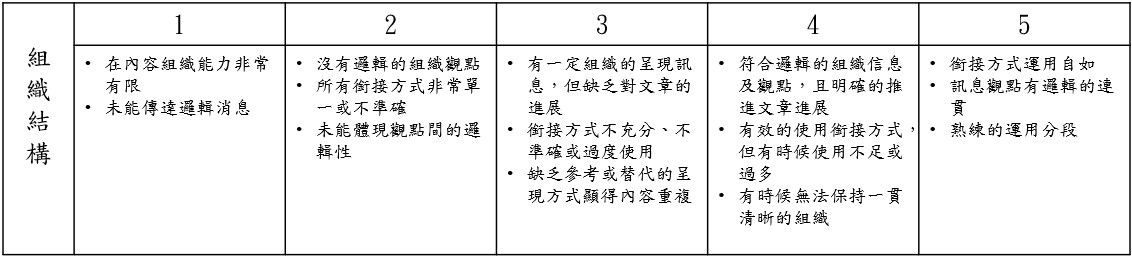 組織結構
1
2
3
4
5
• 在內容組織能力非常
有限
• 未能傳達邏輯消息
• 沒有邏輯的組織觀點
• 所有銜接方式非常單
一或不準確
• 未能體現觀點間的邏
輯性
• 有一定組織的呈現訊
息，但缺乏對文章的
進展
• 銜接方式不充分、不
準確或過度使用
• 缺乏參考或替代的呈
現方式顯得內容重複
• 符合邏輯的組織信息
及觀點，且明確的推
進文章進展
• 有效的使用銜接方式，
但有時候使用不足或
過多
• 有時候無法保持一貫
清晰的組織
• 銜接方式運用自如
• 訊息觀點有邏輯的連
貫
• 熟練的運用分段